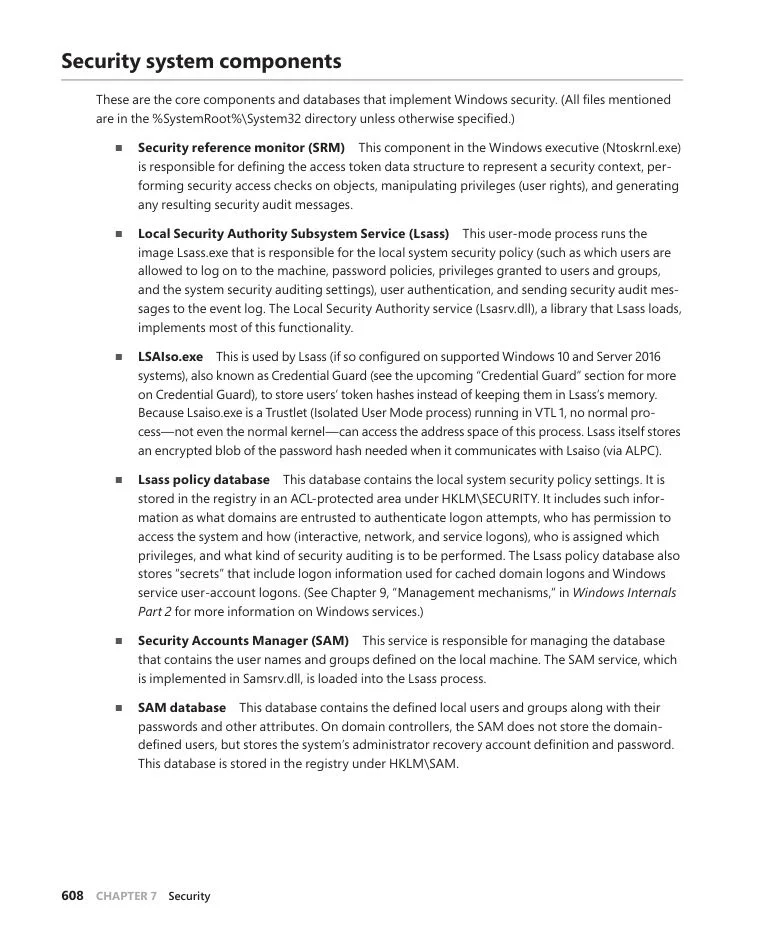 Security system components
These are the core components and databases that implement Windows security. (All files mentioned
are in the %SystemRoot%\System32 directory unless otherwise specified.)
■ Security reference monitor (SRM) This component in the Windows executive (Ntoskrnl.exe)
is responsible for defining the access token data structure to represent a security context, per-
forming security access checks on objects, manipulating privileges (user rights), and generating
any resulting security audit messages.
■ Local Security Authority Subsystem Service (Lsass) This user-mode process runs the
image Lsass.exe that is responsible for the local system security policy (such as which users are
allowed to log on to the machine, password policies, privileges granted to users and groups,
and the system security auditing settings), user authentication, and sending security audit mes-
sages to the event log. The Local Security Authority service (Lsasrv.dll), a library that Lsass loads,
implements most of this functionality.
■ LSAIso.exe This is used by Lsass (if so configured on supported Windows 10 and Server 2016
systems), also known as Credential Guard (see the upcoming “Credential Guard” section for more
on Credential Guard), to store users’ token hashes instead of keeping them in Lsass’s memory.
Because Lsaiso.exe is a Trustlet (Isolated User Mode process) running in VTL 1, no normal pro-
cess—not even the normal kernel—can access the address space of this process. Lsass itself stores
an encrypted blob of the password hash needed when it communicates with Lsaiso (via ALPC).
■ Lsass policy database This database contains the local system security policy settings. It is
stored in the registry in an ACL-protected area under HKLM\SECURITY. It includes such infor-
mation as what domains are entrusted to authenticate logon attempts, who has permission to
access the system and how (interactive, network, and service logons), who is assigned which
privileges, and what kind of security auditing is to be performed. The Lsass policy database also
stores “secrets” that include logon information used for cached domain logons and Windows
service user-account logons. (See Chapter 9, “Management mechanisms,” in Windows Internals
Part 2 for more information on Windows services.)
■ Security Accounts Manager (SAM) This service is responsible for managing the database
that contains the user names and groups defined on the local machine. The SAM service, which
is implemented in Samsrv.dll, is loaded into the Lsass process.
■ SAM database This database contains the defined local users and groups along with their
passwords and other attributes. On domain controllers, the SAM does not store the domain-
defined users, but stores the system’s administrator recovery account definition and password.
This database is stored in the registry under HKLM\SAM.
608 CHAPTER 7 Security